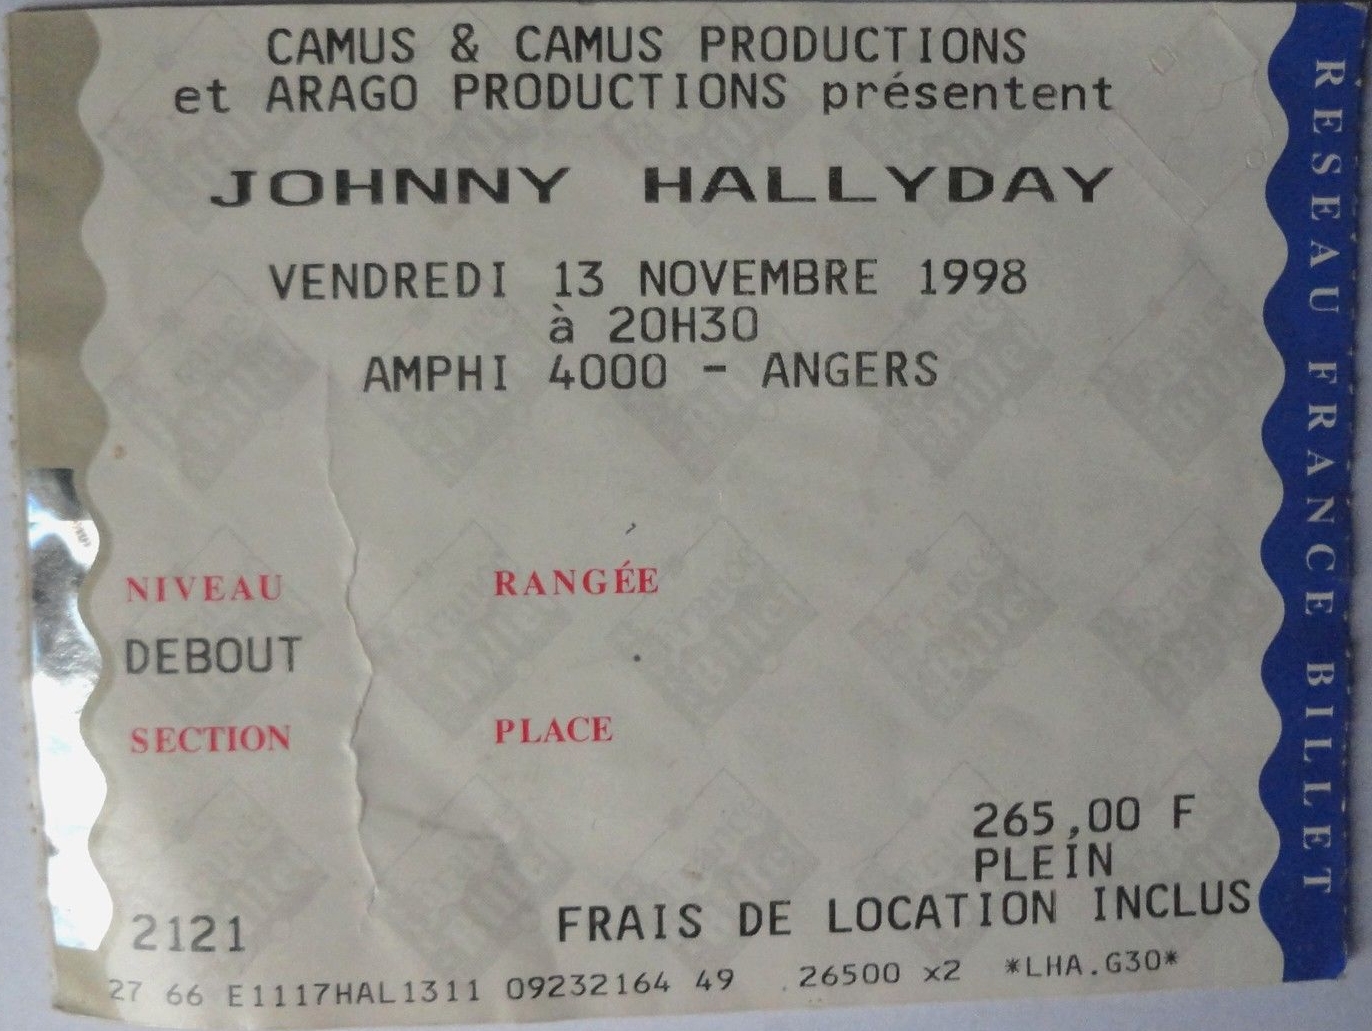 CAMUS & CAMUS PRODUCTIONS
et ARAGO PRODUCTIONS présentent
JOHNNY HALLYDAY
VENDREDI 13 NOVEMBRE 1998
à 20H30
AMPHI 4000 - ANGERS
NIVEAU RANGÉE
DEBOUT
SECTION PLACE
265,00 F
PLEIN
2121 FRAIS DE LOCATION INCLUS
27 66 E1117HAL1311 09232164 49 26500 x2 *LHA.G30*
RESEAU FRANCE BILLET